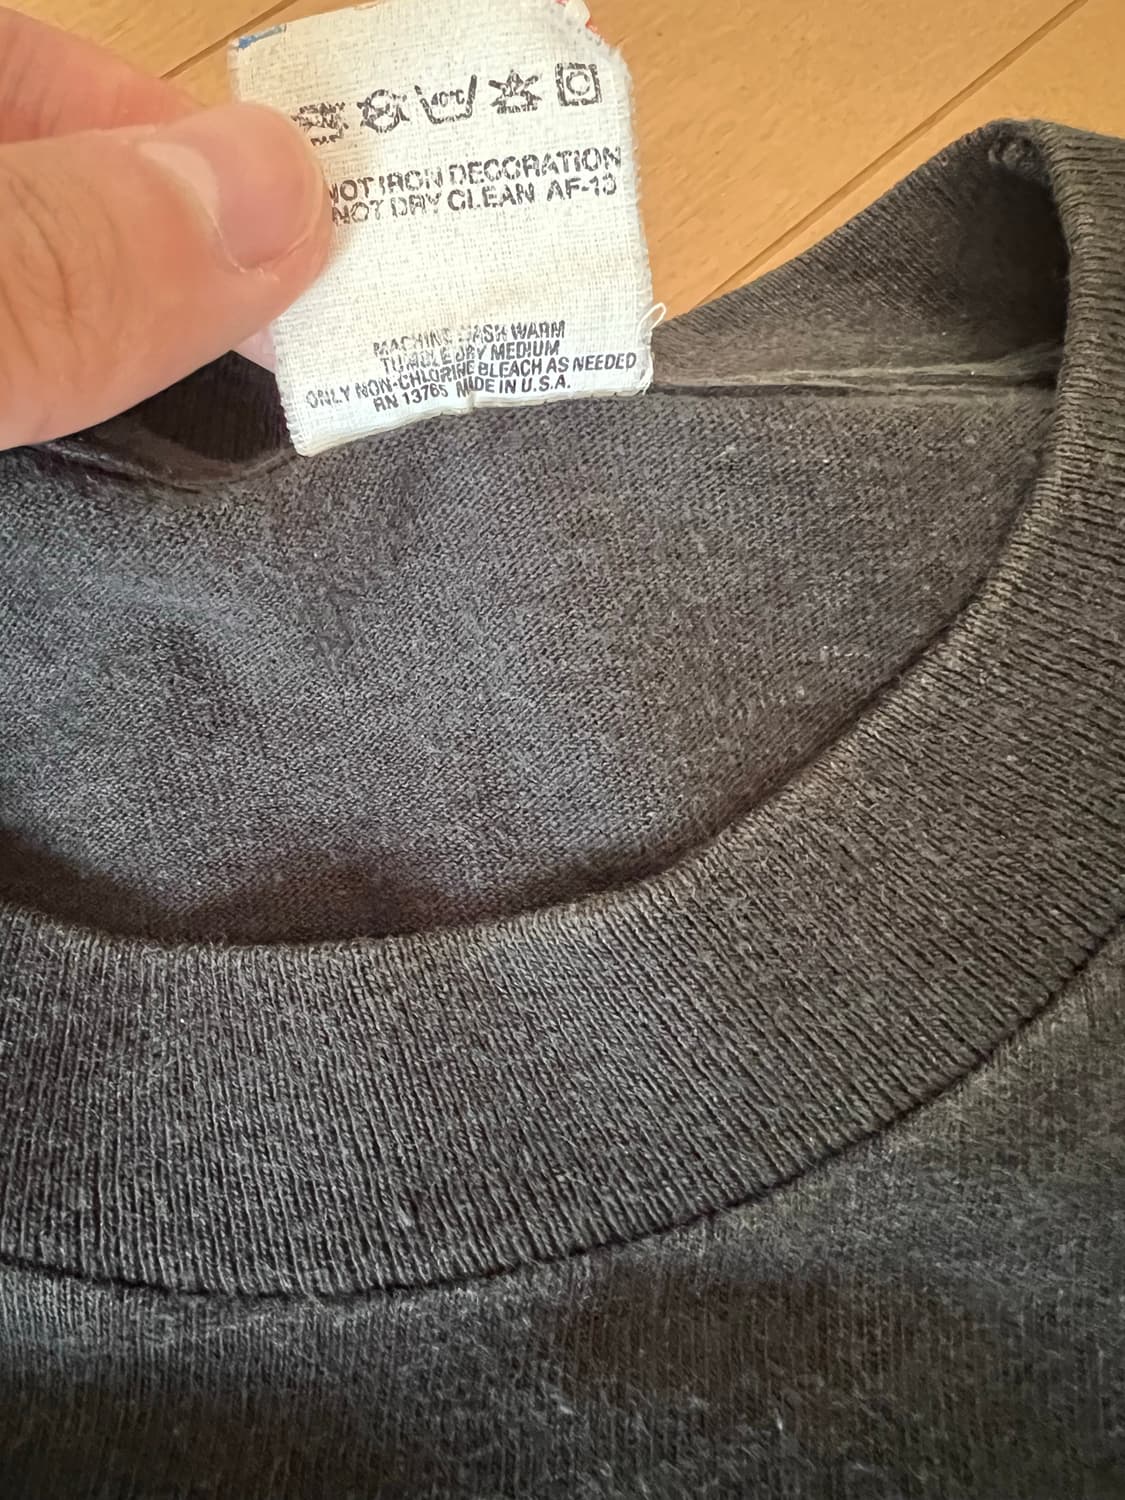 NOT IRON DECORATION
NOT DRY CLEAN AF-13
MACHINE WASH WARM
TUMBLE DRY MEDIUM
ONLY NON-CHLORINE BLEACH AS NEEDED
RN 13765 MADE IN U.S.A.